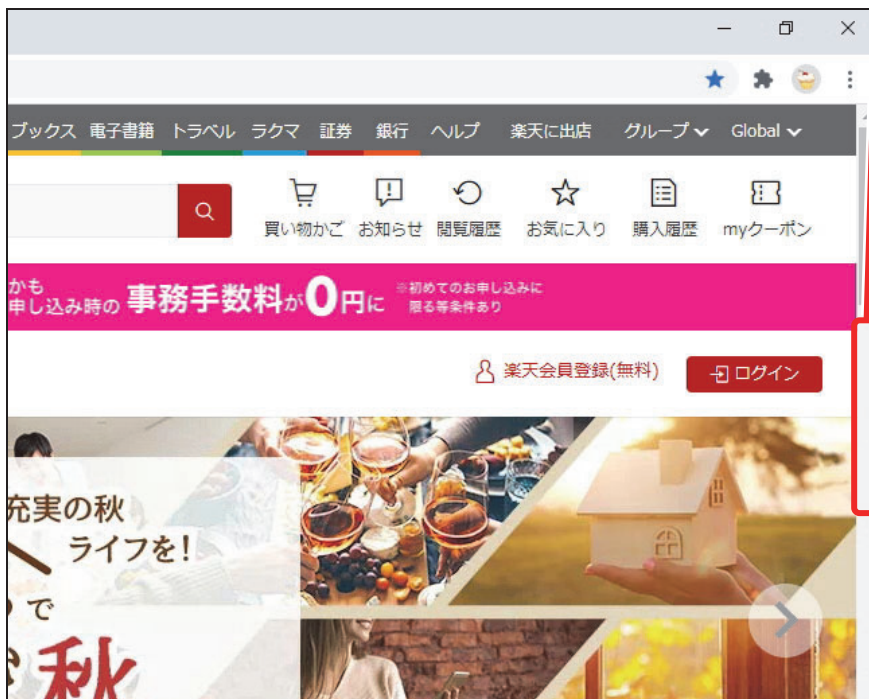 ブックス 電子書籍 トラベル ラクマ 証券 銀行 ヘルプ 楽天に出店 グループ Global
買い物かご お知らせ 閲覧履歴 お気に入り 購入履歴 myクーポン
かも
申し込み時の 事務手数料が0円に
※初めてのお申し込みに
限る等条件あり
楽天会員登録(無料) ログイン
充実の秋
ライフを!
で
秋